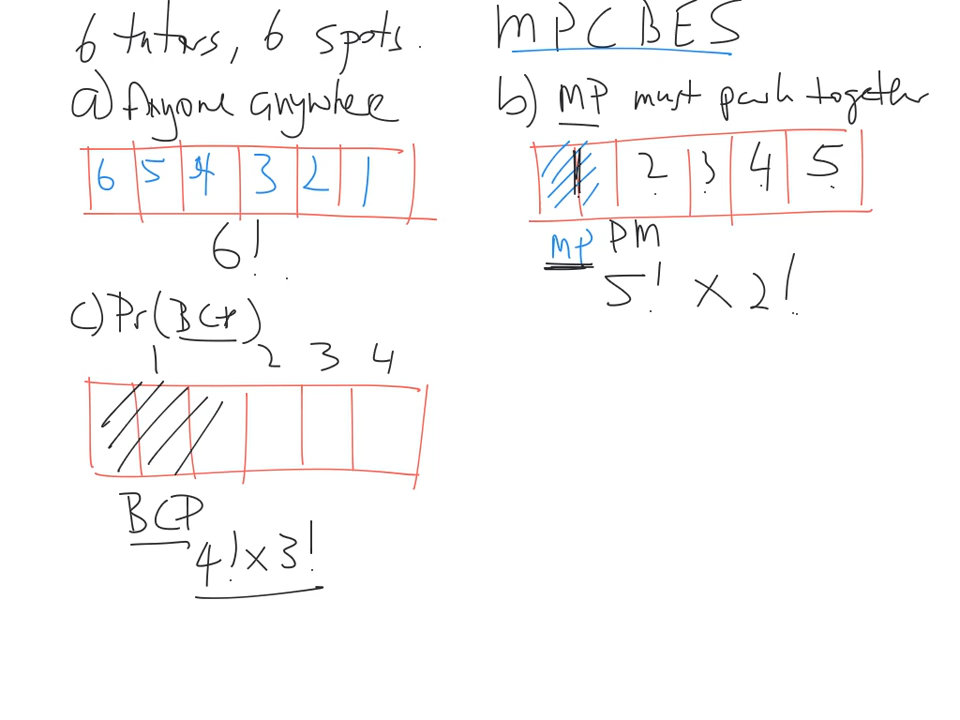 6 tutors, 6 spots.
a) Anyone anywhere
6 5 4 3 2 1
6!
MPCBES
b) MP must park together
1 2 3 4 5
MP PM
5! × 2!
c) Pr(BCP)
1 2 3 4
BCP
4! × 3!